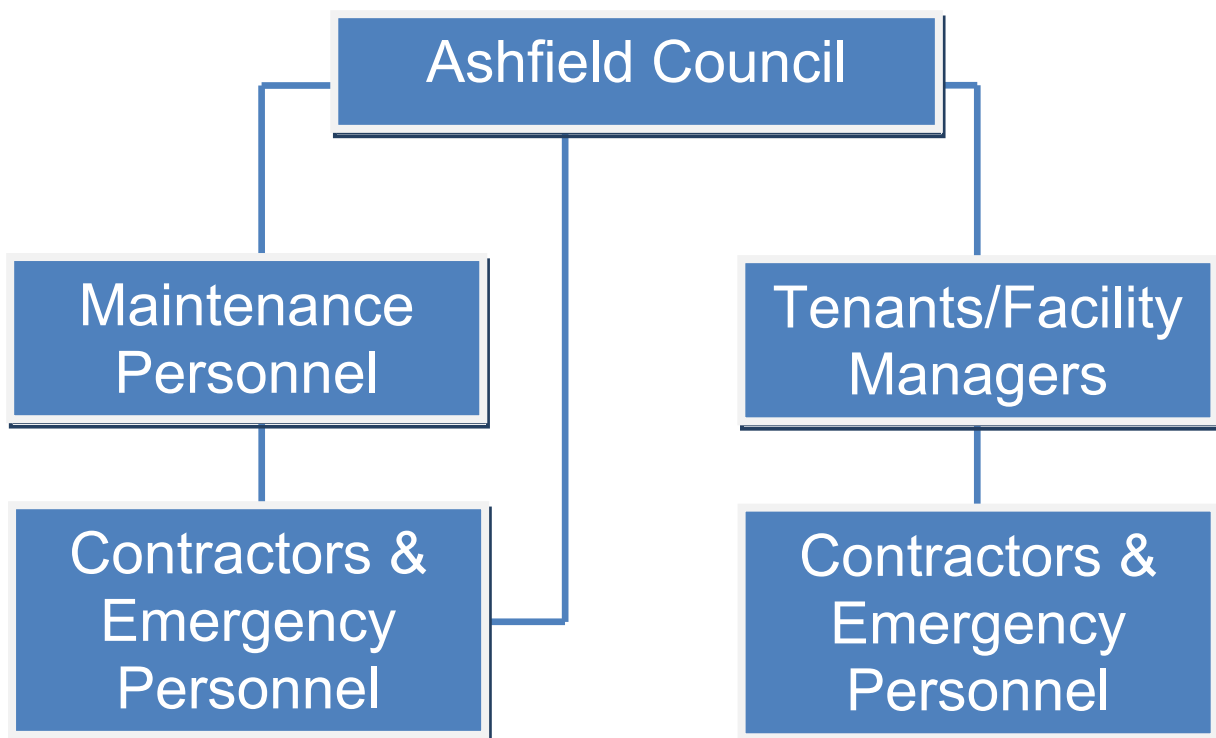 Ashfield Council
Maintenance
Personnel
Tenants/Facility
Managers
Contractors &
Emergency
Personnel
Contractors &
Emergency
Personnel